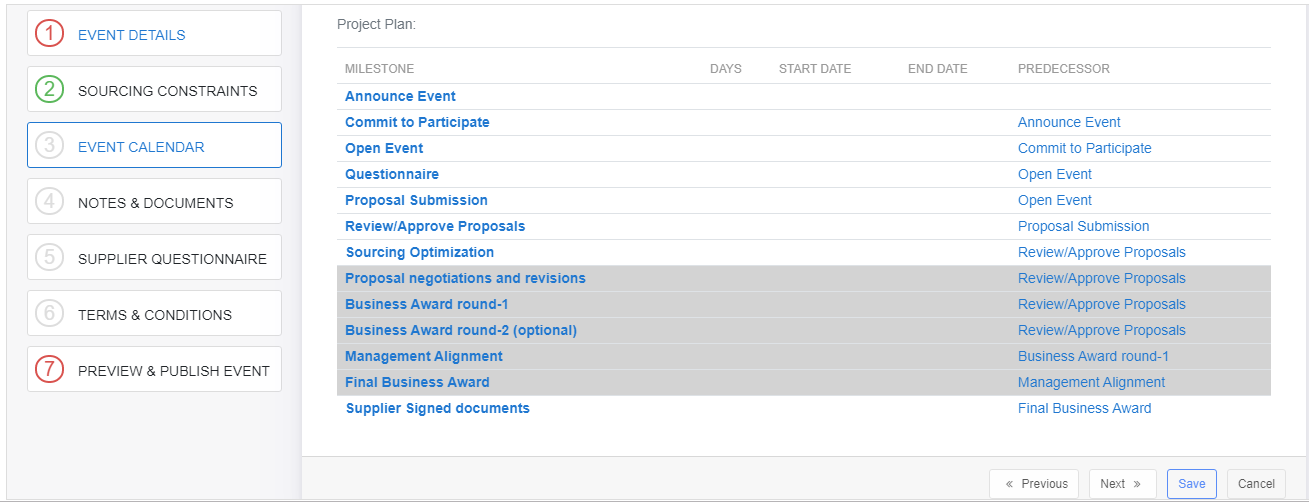 1 EVENT DETAILS
2 SOURCING CONSTRAINTS
3 EVENT CALENDAR
4 NOTES & DOCUMENTS
5 SUPPLIER QUESTIONNAIRE
6 TERMS & CONDITIONS
7 PREVIEW & PUBLISH EVENT
Project Plan:
MILESTONE DAYS START DATE END DATE PREDECESSOR
Announce Event
Commit to Participate Announce Event
Open Event Commit to Participate
Questionnaire Open Event
Proposal Submission Open Event
Review/Approve Proposals Proposal Submission
Sourcing Optimization Review/Approve Proposals
Proposal negotiations and revisions Review/Approve Proposals
Business Award round-1 Review/Approve Proposals
Business Award round-2 (optional) Review/Approve Proposals
Management Alignment Business Award round-1
Final Business Award Management Alignment
Supplier Signed documents Final Business Award
« Previous Next » Save Cancel